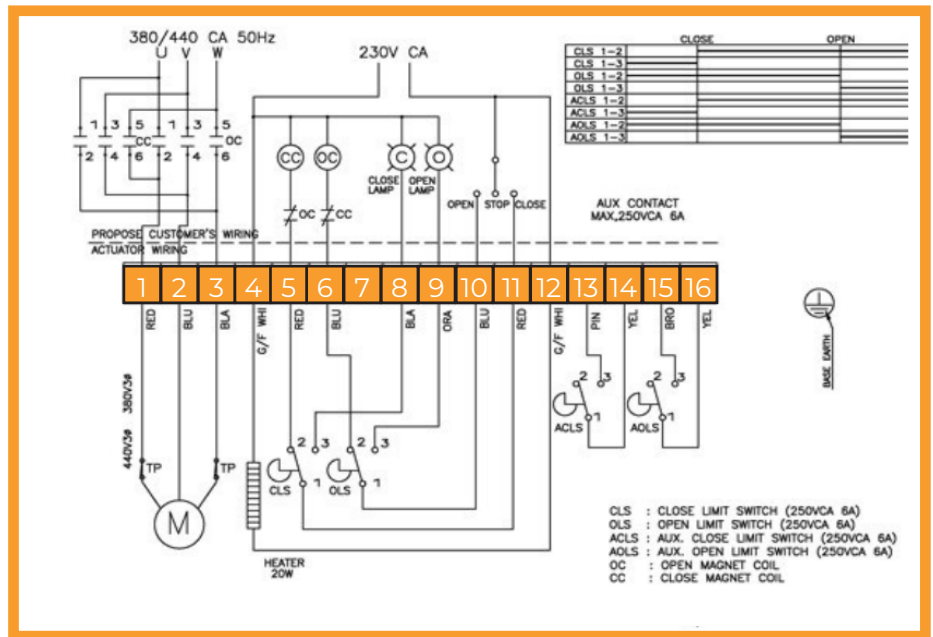 380/440 CA 50Hz
U V W
230V CA
CLOSE OPEN
CLS 1-2
CLS 1-3
OLS 1-2
OLS 1-3
ACLS 1-2
ACLS 1-3
AOLS 1-2
AOLS 1-3
1 3 5 1 3 5
CC OC
2 4 6 2 4 6
CC OC C O
CLOSE LAMP OPEN LAMP
OC CC
OPEN STOP CLOSE
AUX CONTACT
MAX,250VCA 6A
PROPOSE CUSTOMER'S WIRING
ACTUATOR WIRING
1 2 3 4 5 6 7 8 9 10 11 12 13 14 15 16
RED BLU BLA G/F WHI RED BLU BLA ORA BLU RED G/F WHI PIN YEL BRO YEL
BASE EARTH
440V3Ø 380V3Ø
TP TP
M
2 3 2 3
1 1
CLS OLS
2 3 2 3
1 1
ACLS AOLS
HEATER
20W
CLS : CLOSE LIMIT SWITCH (250VCA 6A)
OLS : OPEN LIMIT SWITCH (250VCA 6A)
ACLS : AUX. CLOSE LIMIT SWITCH (250VCA 6A)
AOLS : AUX. OPEN LIMIT SWITCH (250VCA 6A)
OC : OPEN MAGNET COIL
CC : CLOSE MAGNET COIL